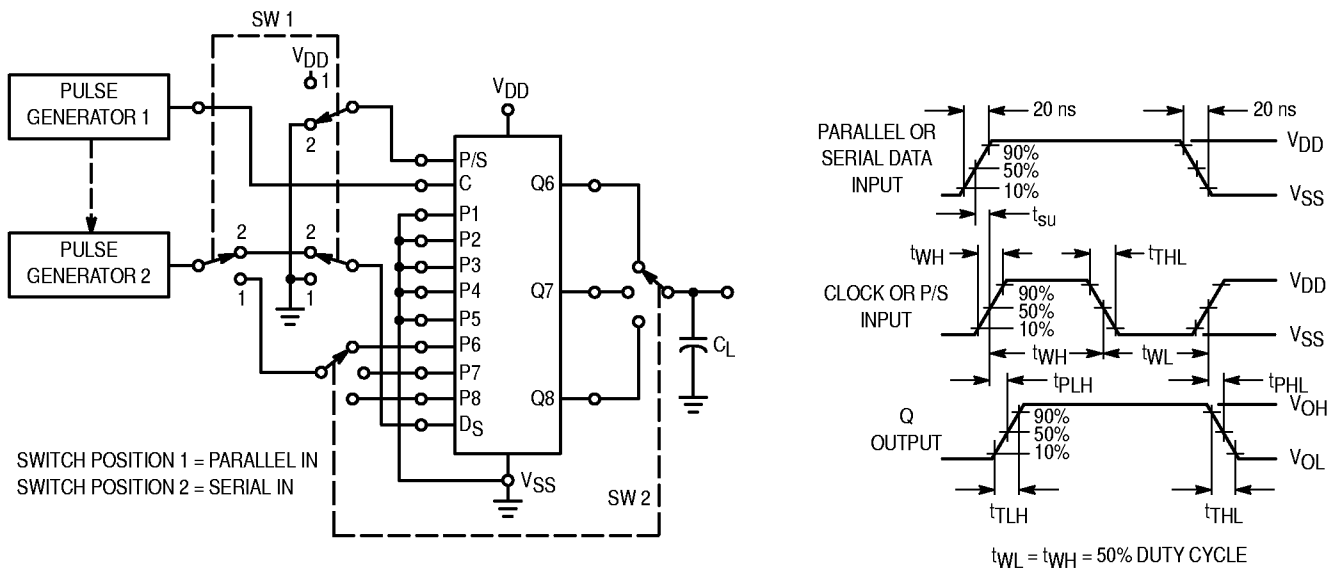 SW 1
VDD
1
2
PULSE
GENERATOR 1
PULSE
GENERATOR 2
2
1
2
1
VDD
P/S
C
P1
P2
P3
P4
P5
P6
P7
P8
DS
Q6
Q7
Q8
VSS
SW 2
CL
SWITCH POSITION 1 = PARALLEL IN
SWITCH POSITION 2 = SERIAL IN
20 ns
20 ns
PARALLEL OR
SERIAL DATA
INPUT
90%
50%
10%
VDD
VSS
tsu
tWH
tTHL
CLOCK OR P/S
INPUT
90%
50%
10%
VDD
VSS
tWH
tWL
tPLH
tPHL
Q
OUTPUT
90%
50%
10%
VOH
VOL
tTLH
tTHL
tWL = tWH = 50% DUTY CYCLE